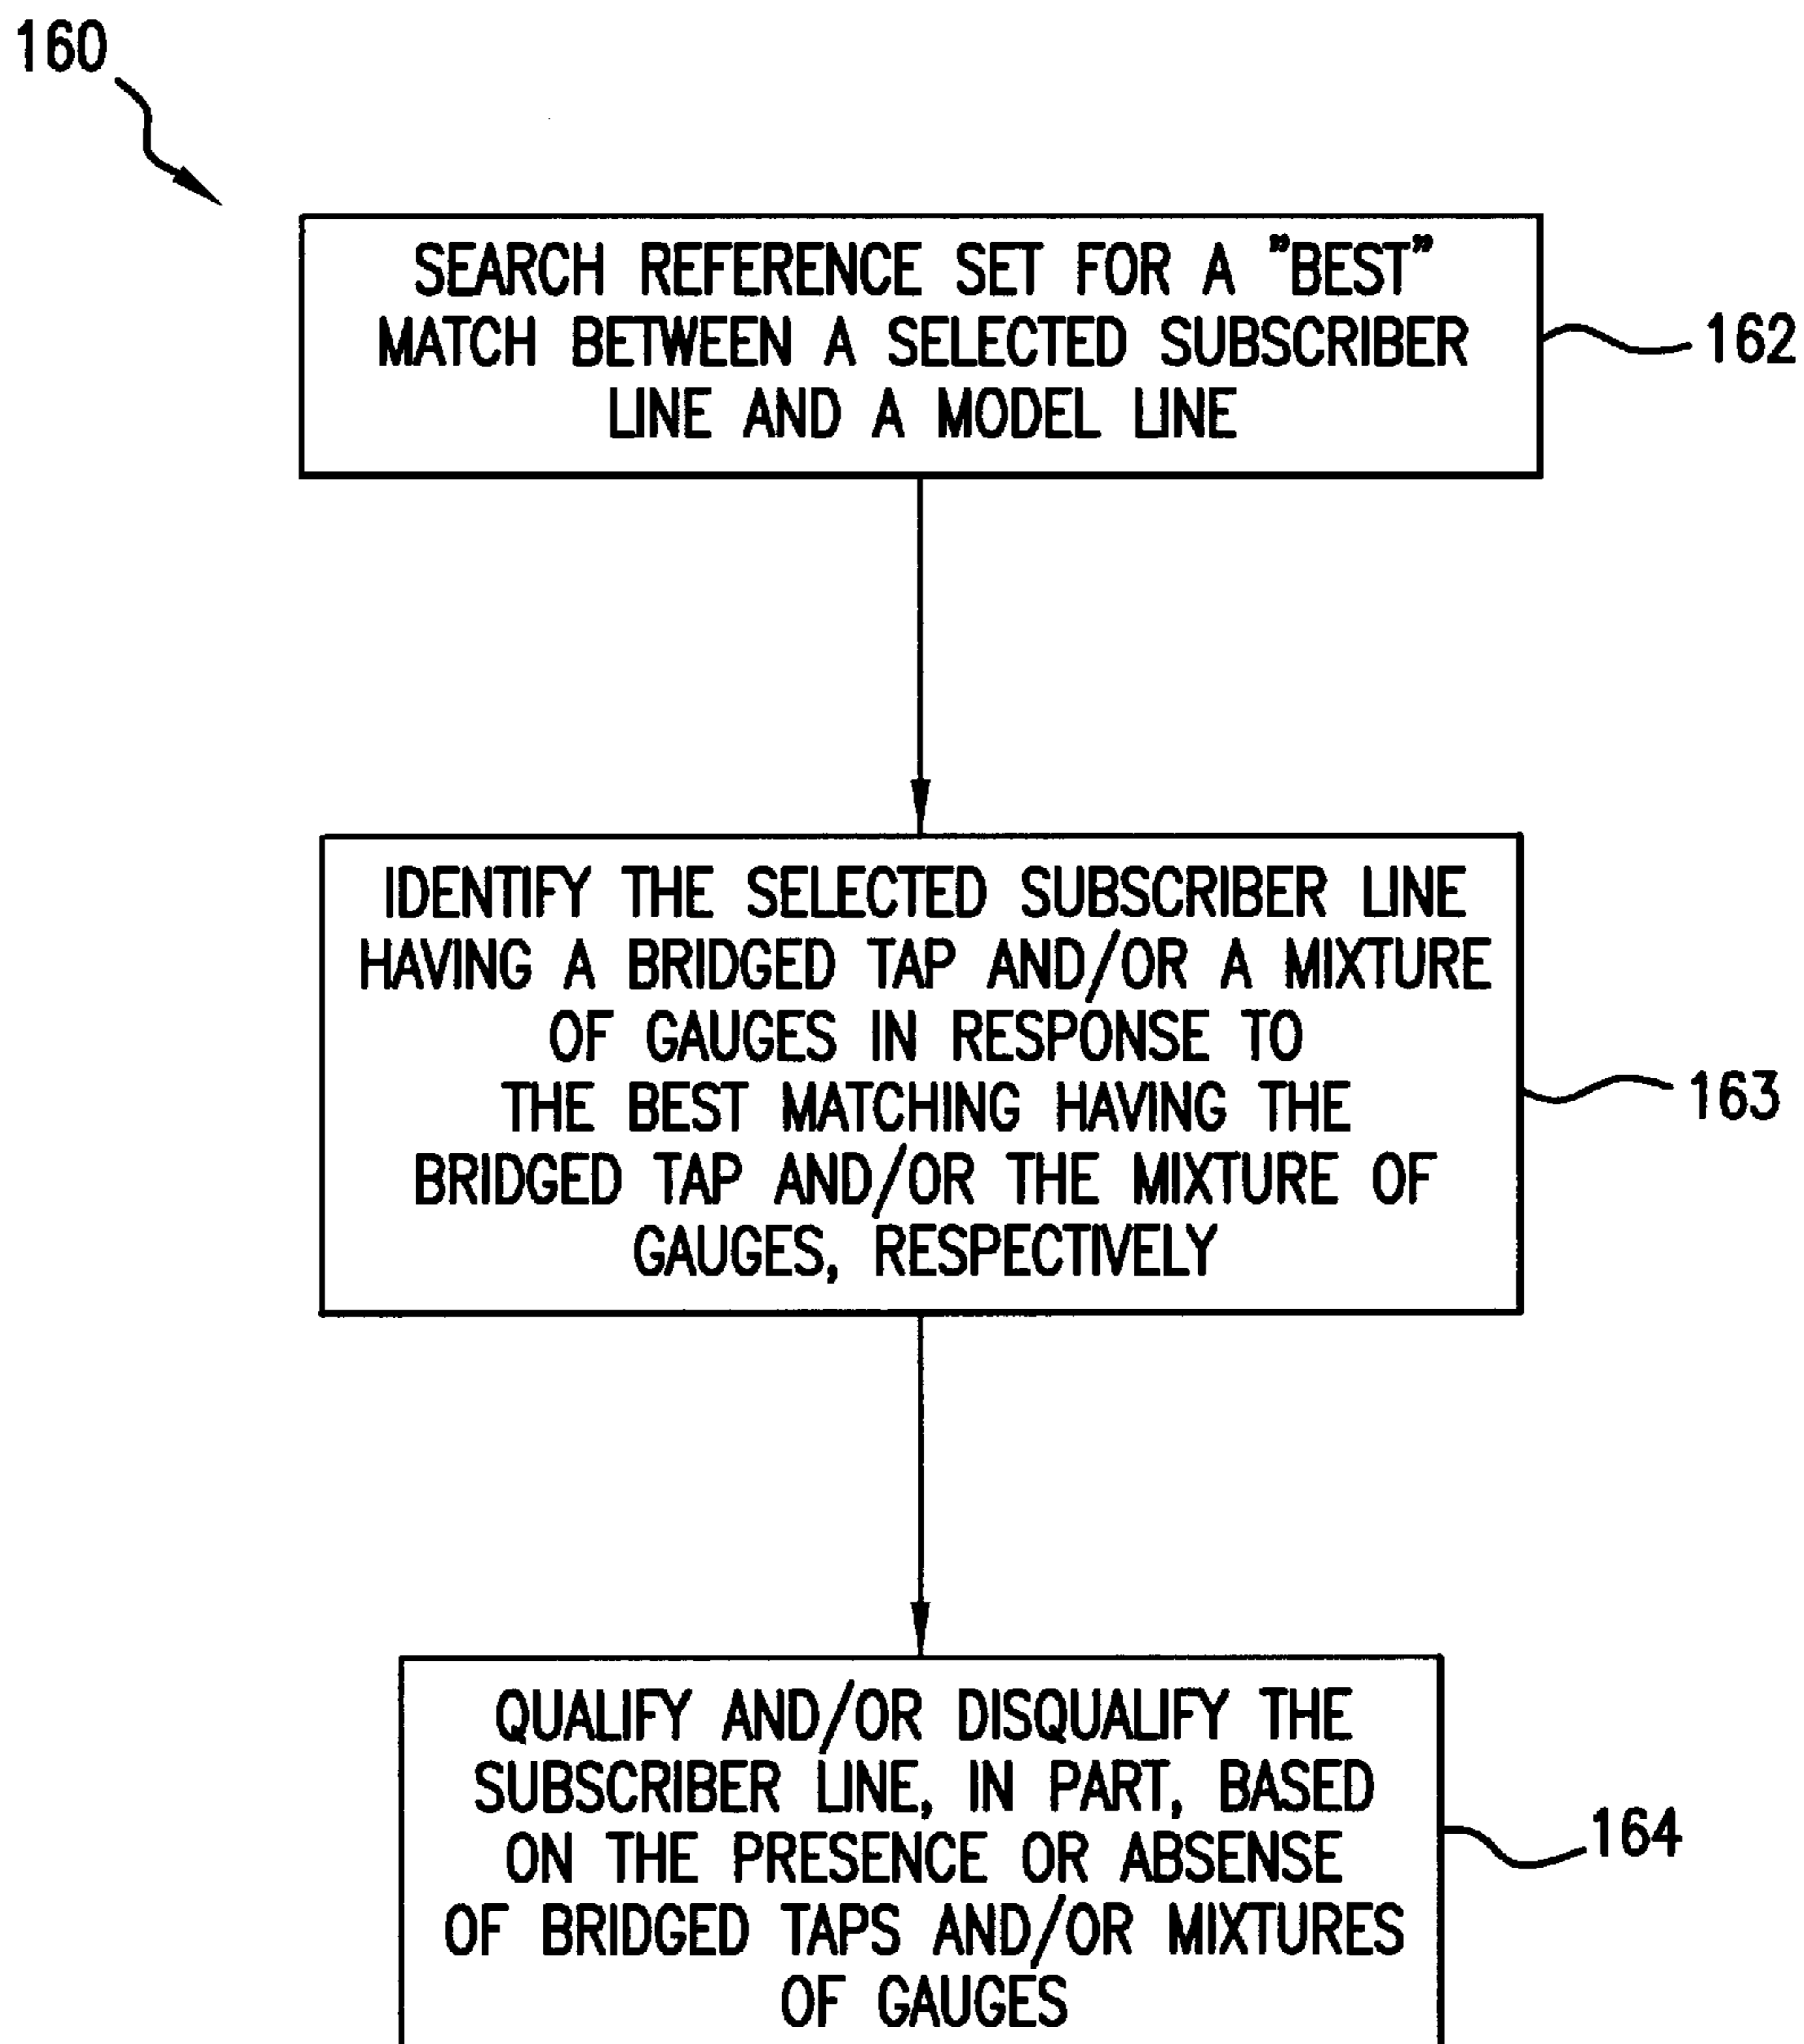 160
SEARCH REFERENCE SET FOR A "BEST"
MATCH BETWEEN A SELECTED SUBSCRIBER
LINE AND A MODEL LINE
162
IDENTIFY THE SELECTED SUBSCRIBER LINE
HAVING A BRIDGED TAP AND/OR A MIXTURE
OF GAUGES IN RESPONSE TO
THE BEST MATCHING HAVING THE
BRIDGED TAP AND/OR THE MIXTURE OF
GAUGES, RESPECTIVELY
163
QUALIFY AND/OR DISQUALIFY THE
SUBSCRIBER LINE, IN PART, BASED
ON THE PRESENCE OR ABSENSE
OF BRIDGED TAPS AND/OR MIXTURES
OF GAUGES
164